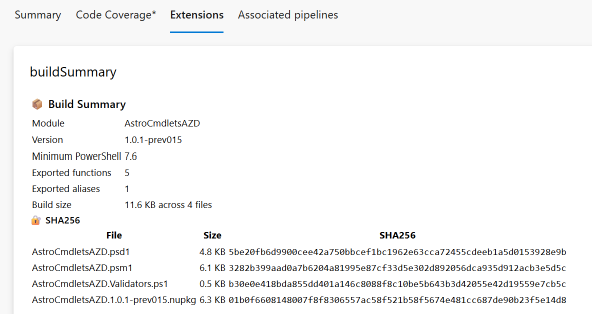 Summary Code Coverage* Extensions Associated pipelines
buildSummary
📦 Build Summary
Module AstroCmdletsAZD
Version 1.0.1-prev015
Minimum PowerShell 7.6
Exported functions 5
Exported aliases 1
Build size 11.6 KB across 4 files
🔐 SHA256
File Size SHA256
AstroCmdletsAZD.psd1 4.8 KB 5be20fb6d9900cee42a750bbcef1bc1962e63cca72455cdeeb1a5d0153928e9b
AstroCmdletsAZD.psm1 6.1 KB 3282b399aad0a7b6204a81995e87cf33d5e302d892056dca935d912acb3e5d5c
AstroCmdletsAZD.Validators.ps1 0.5 KB b30e0e418bda855dd401a146c8088f8c10be5b643b3d42055e42d19559e7cb5c
AstroCmdletsAZD.1.0.1-prev015.nupkg 6.3 KB 01b0f6608148007f8f8306557ac58f521b58f5674e481cc687de90b23f5e14d8